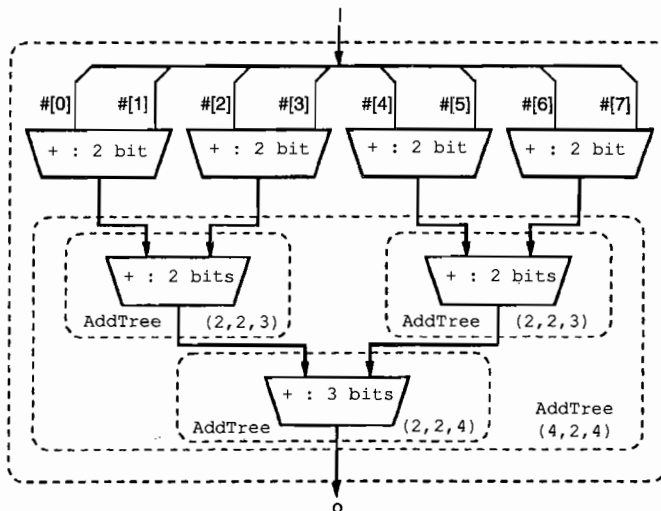 I
#[0] #[1] #[2] #[3] #[4] #[5] #[6] #[7]
+ : 2 bit + : 2 bit + : 2 bit + : 2 bit
+ : 2 bits + : 2 bits
AddTree (2,2,3) AddTree (2,2,3)
+ : 3 bits
AddTree (2,2,4)
AddTree
(4,2,4)
O